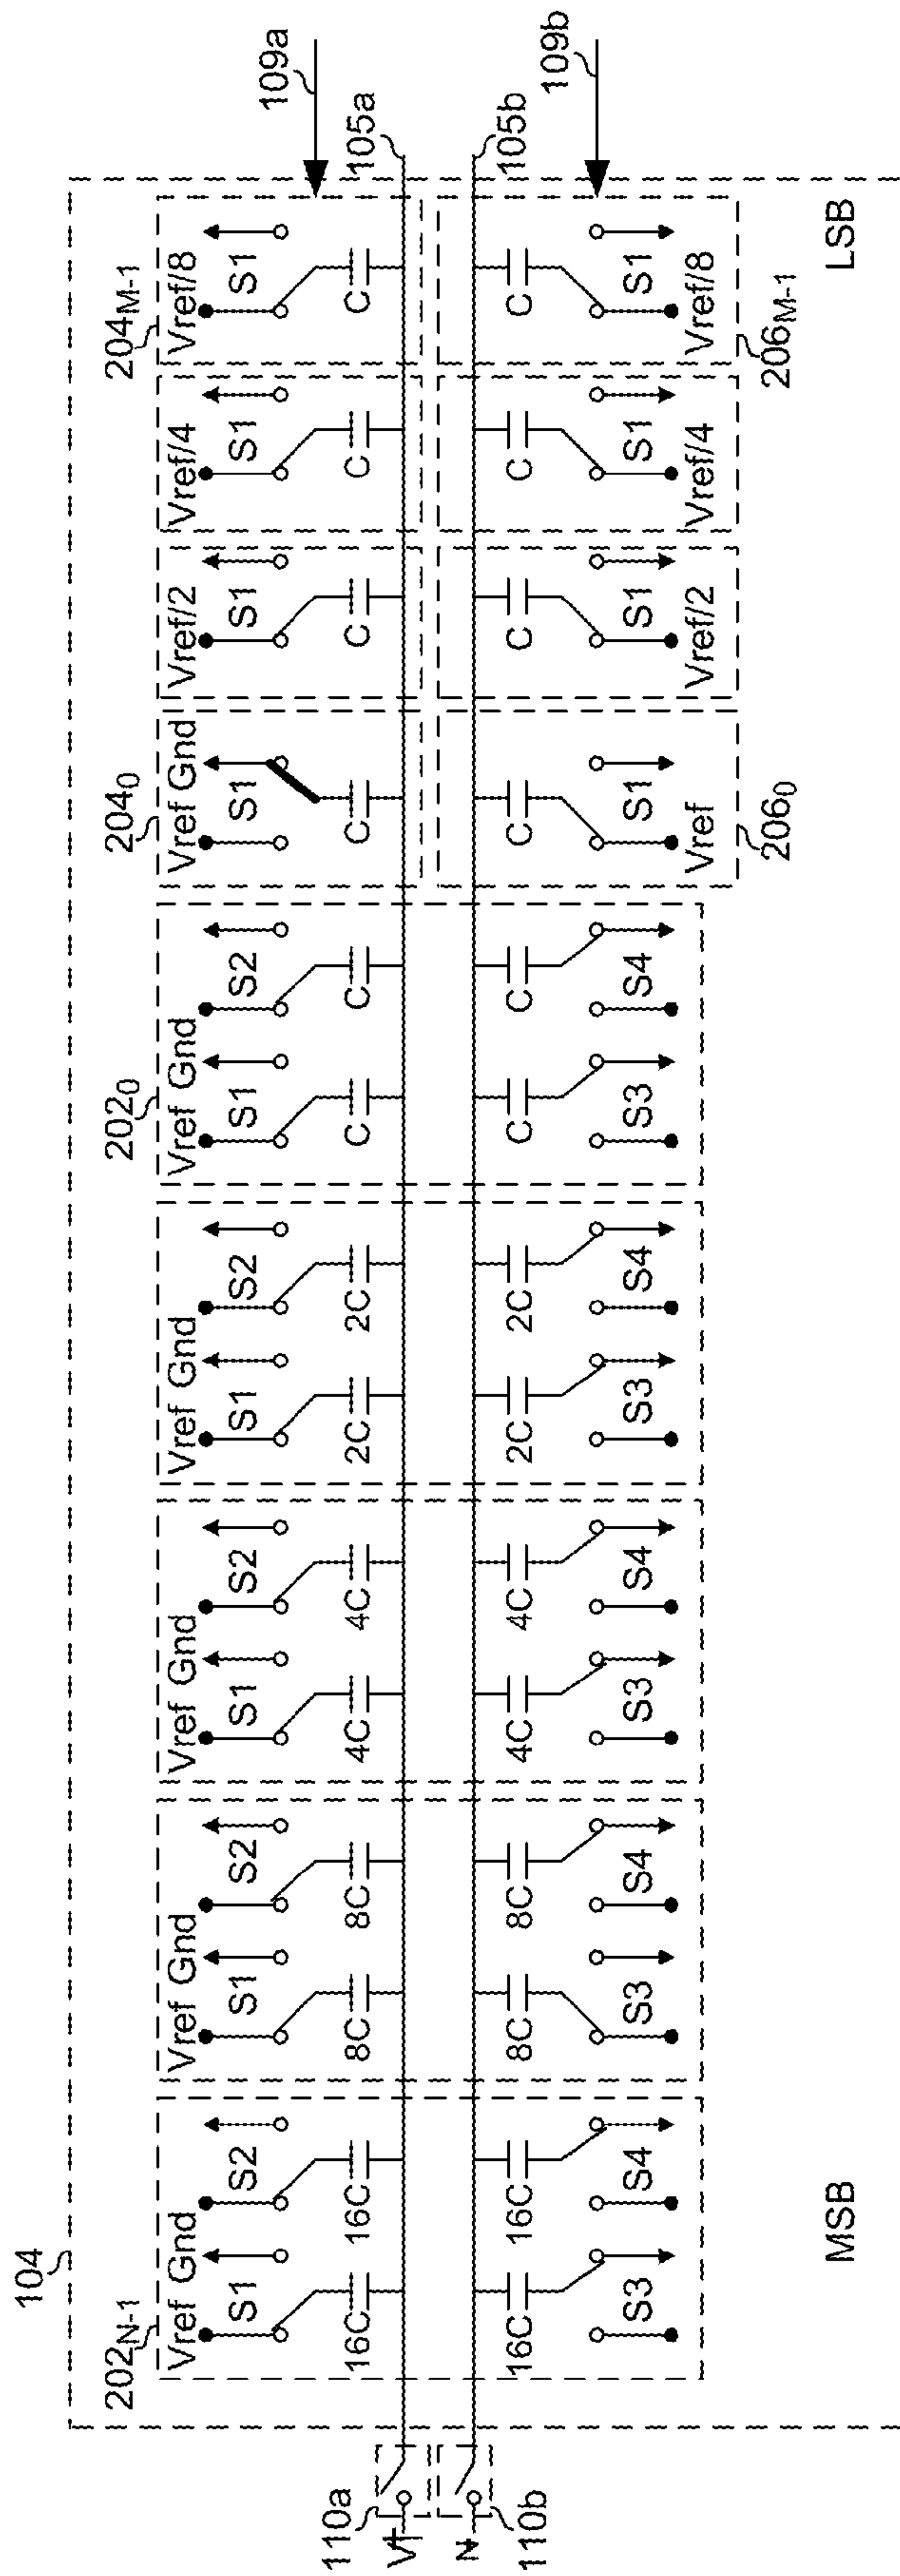 104
202N-1 2020 2040 204M-1
Vref Gnd Vref Gnd Vref Gnd Vref Gnd Vref Gnd Vref Gnd Vref/2 Vref/4 Vref/8
S1 S2 S1 S2 S1 S2 S1 S2 S1 S2 S1 S1 S1 S1
109a
16C 16C 8C 8C 4C 4C 2C 2C C C C C C C
110a
105a
V+
N
105b
110b
16C 16C 8C 8C 4C 4C 2C 2C C C C C C C
109b
S3 S4 S3 S4 S3 S4 S3 S4 S3 S4 S1 S1 S1 S1
Vref Vref/2 Vref/4 Vref/8
2060 206M-1
MSB LSB